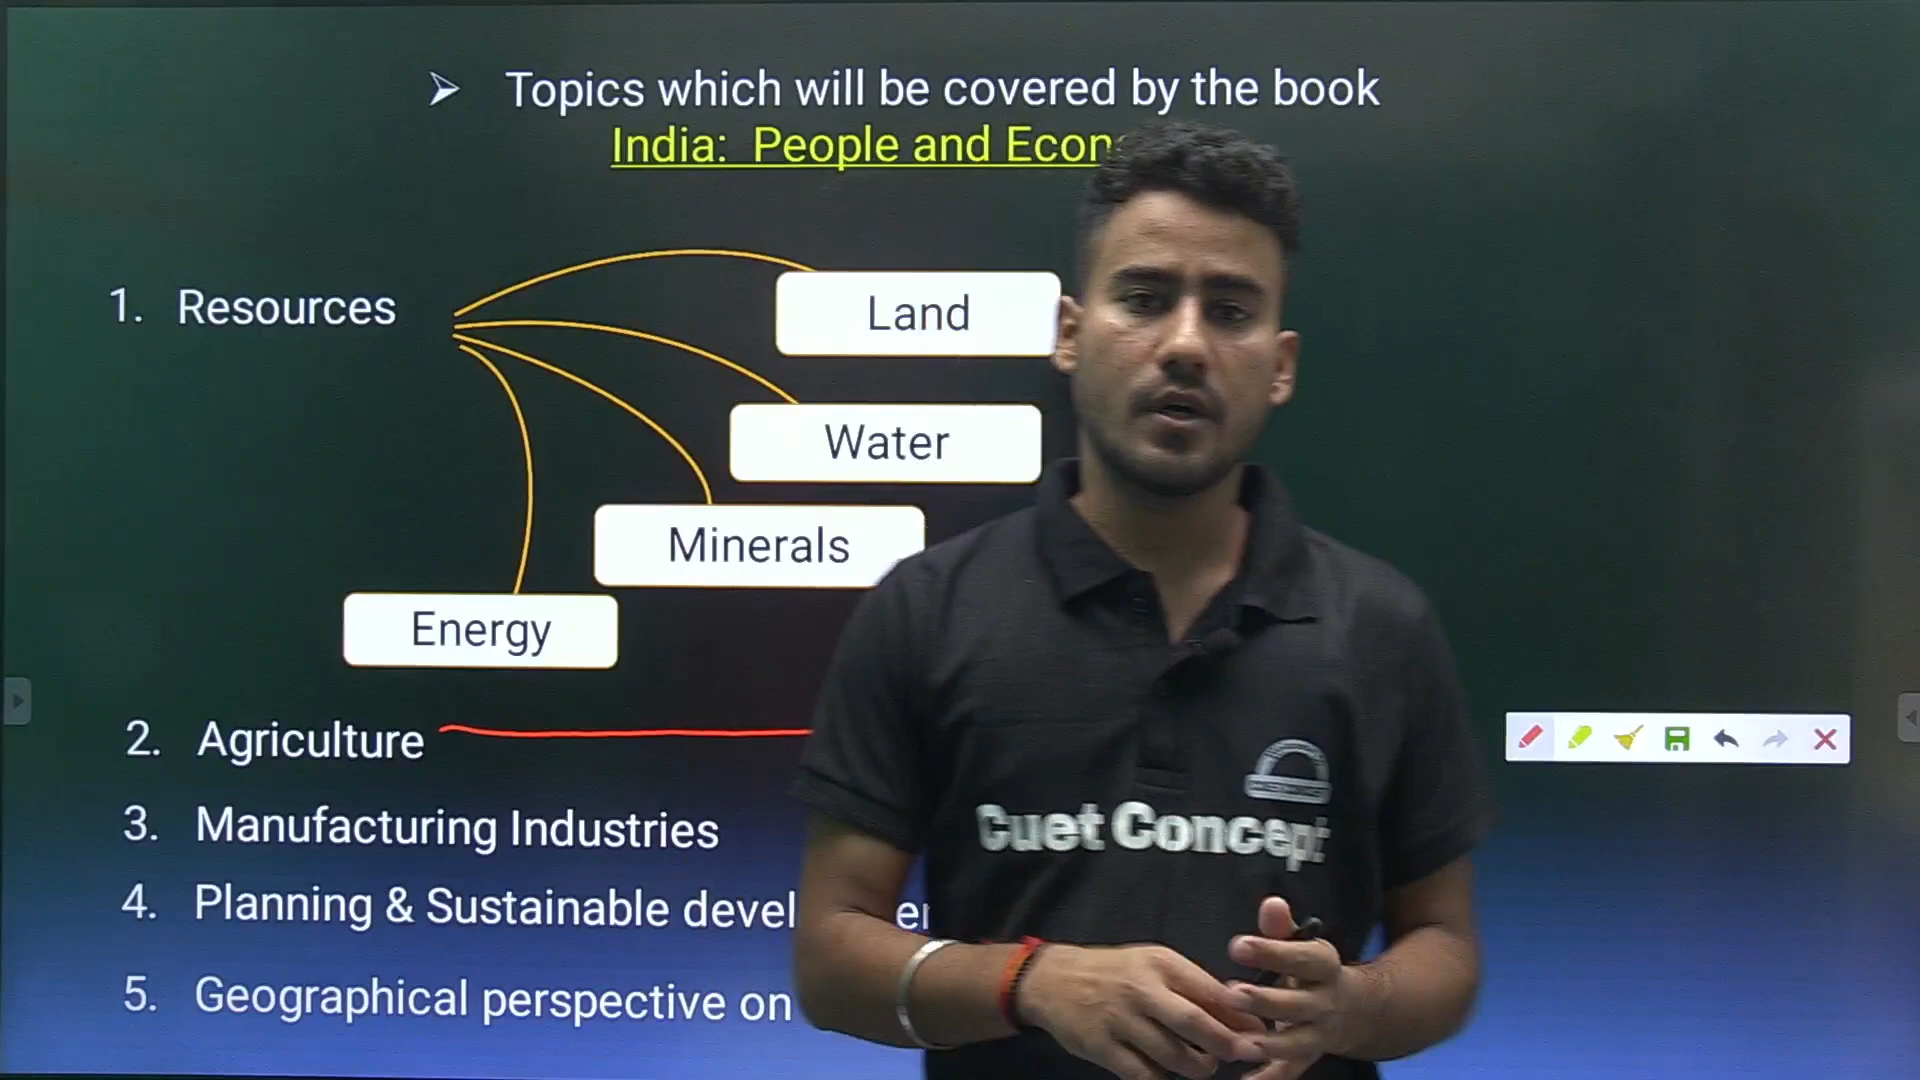 Topics which will be covered by the book
India: People and Econ
1. Resources
Land
Water
Minerals
Energy
2. Agriculture
3. Manufacturing Industries
4. Planning & Sustainable devel
5. Geographical perspective on
Cuet Concept